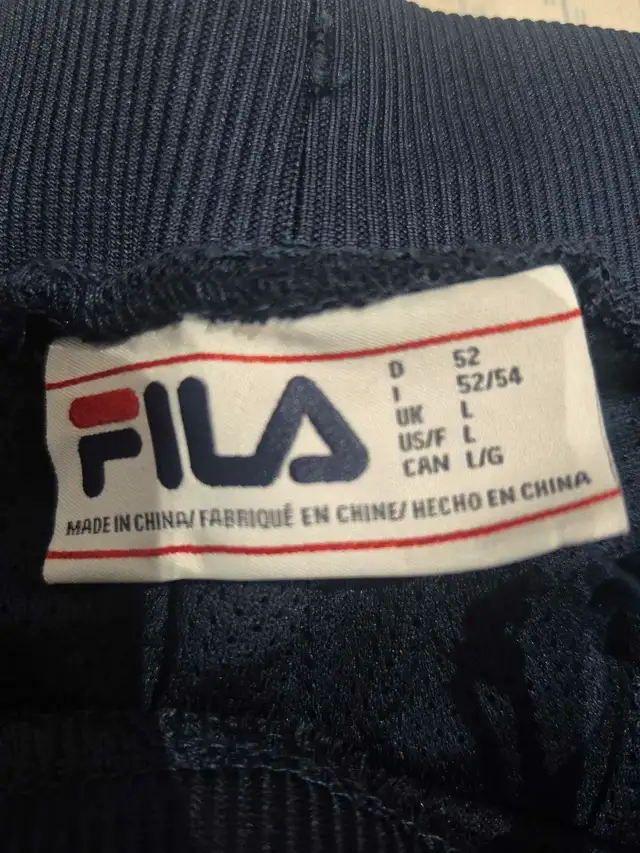 FILA
D 52
I 52/54
UK L
US/F L
CAN L/G
MADE IN CHINA/ FABRIQUÉ EN CHINE/ HECHO EN CHINA